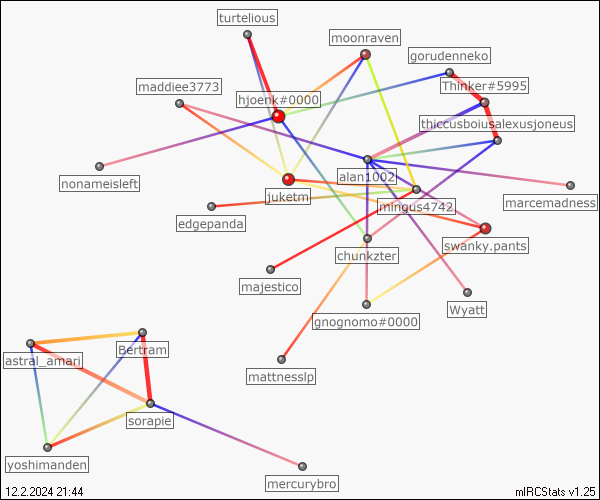 turtelious
moonraven
gorudenneko
maddiee3773
Thinker#5995
hjoenk#0000
thiccusboiusalexusjoneus
alan1002
nonameisleft
juketm
marcemadness
mingus4742
edgepanda
swanky.pants
chunkzter
majestico
Wyatt
gnognomo#0000
Bertram
astral_amari
mattnesslp
sorapie
yoshimanden
mercurybro
12.2.2024 21:44
mIRCStats v1.25